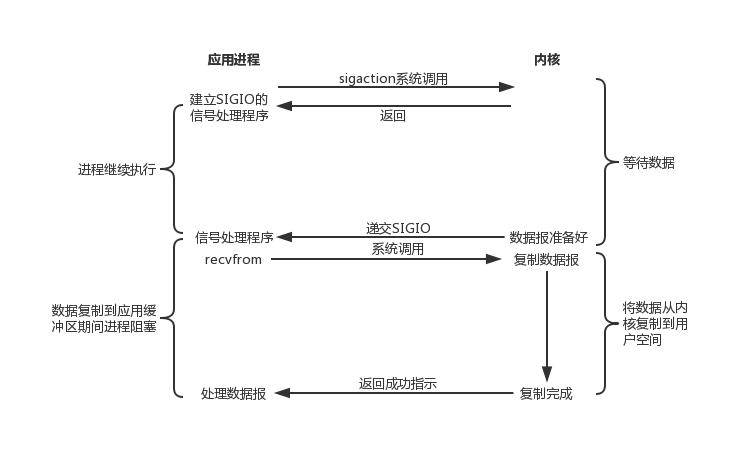 应用进程
内核
sigaction系统调用
建立SIGIO的
信号处理程序
返回
进程继续执行
等待数据
递交SIGIO
信号处理程序
数据报准备好
系统调用
recvfrom
复制数据报
数据复制到应用缓
冲区期间进程阻塞
将数据从内
核复制到用
户空间
返回成功指示
处理数据报
复制完成